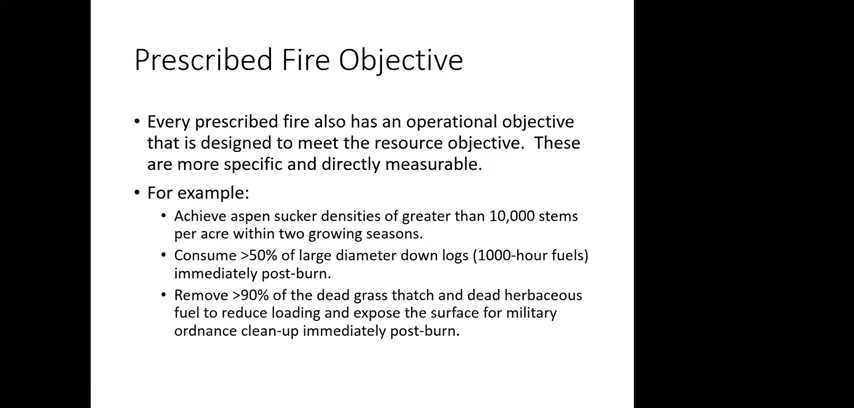 Prescribed Fire Objective
• Every prescribed fire also has an operational objective
that is designed to meet the resource objective.  These
are more specific and directly measurable.
• For example:
• Achieve aspen sucker densities of greater than 10,000 stems
per acre within two growing seasons.
• Consume >50% of large diameter down logs (1000-hour fuels)
immediately post-burn.
• Remove >90% of the dead grass thatch and dead herbaceous
fuel to reduce loading and expose the surface for military
ordnance clean-up immediately post-burn.